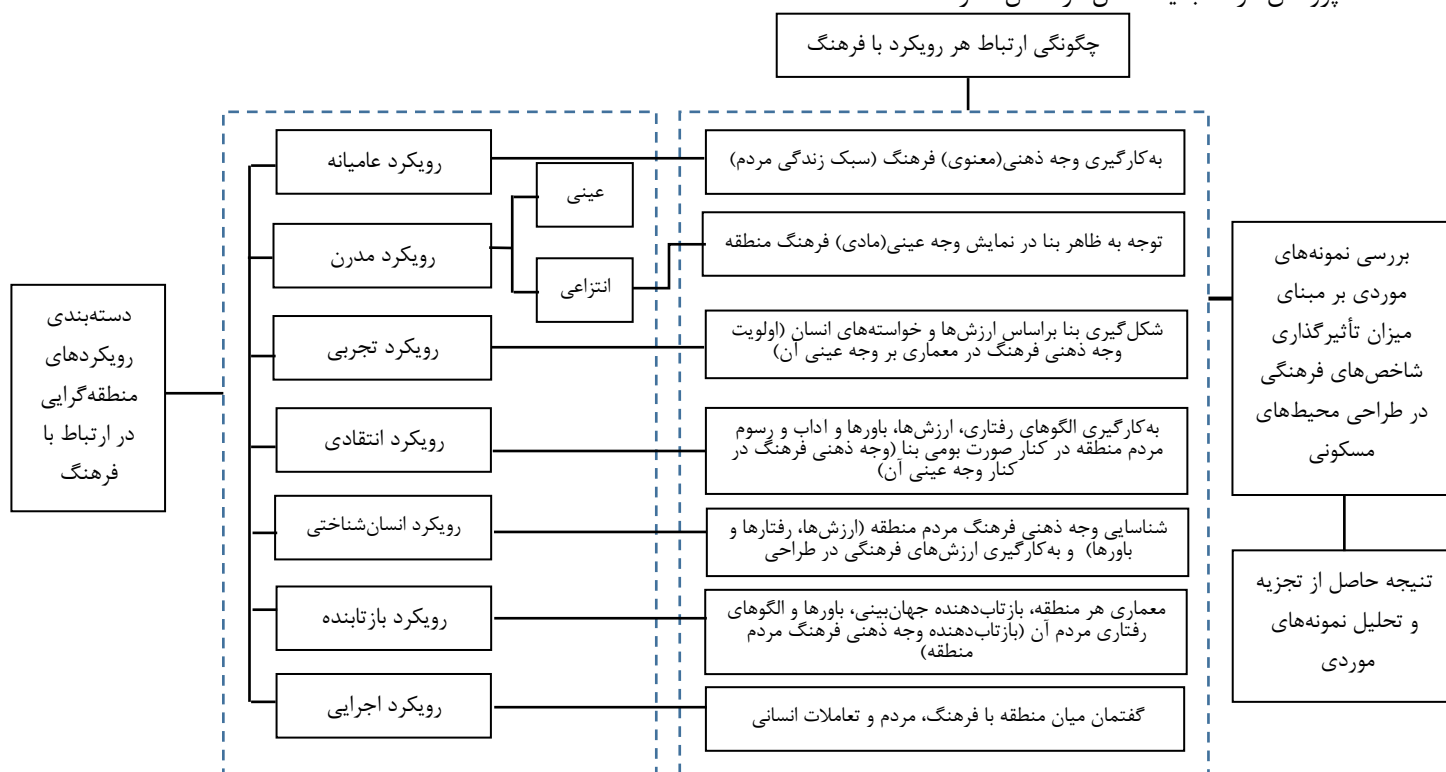 چگونگی ارتباط هر رویکرد با فرهنگ
دسته‌بندی
رویکردهای
منطقه‌گرایی
در ارتباط با
فرهنگ
رویکرد عامیانه
رویکرد مدرن
عینی
انتزاعی
رویکرد تجربی
رویکرد انتقادی
رویکرد انسان‌شناختی
رویکرد بازتابنده
رویکرد اجرایی
به‌کارگیری وجه ذهنی(معنوی) فرهنگ (سبک زندگی مردم)
توجه به ظاهر بنا در نمایش وجه عینی(مادی) فرهنگ منطقه
شکل‌گیری بنا براساس ارزش‌ها و خواسته‌های انسان (اولویت
وجه ذهنی فرهنگ در معماری بر وجه عینی آن)
به‌کارگیری الگوهای رفتاری، ارزش‌ها، باورها و اداب و رسوم
مردم منطقه در کنار صورت بومی بنا (وجه ذهنی فرهنگ در
کنار وجه عینی آن)
شناسایی وجه ذهنی فرهنگ مردم منطقه (ارزش‌ها، رفتارها و
باورها) و به‌کارگیری ارزش‌های فرهنگی در طراحی
معماری هر منطقه، بازتاب‌دهنده جهان‌بینی، باورها و الگوهای
رفتاری مردم آن (بازتاب‌دهنده وجه ذهنی فرهنگ مردم
منطقه)
گفتمان میان منطقه با فرهنگ، مردم و تعاملات انسانی
بررسی نمونه‌های
موردی بر مبنای
میزان تأثیرگذاری
شاخص‌های فرهنگی
در طراحی محیط‌های
مسکونی
تنیجه حاصل از تجزیه
و تحلیل نمونه‌های
موردی